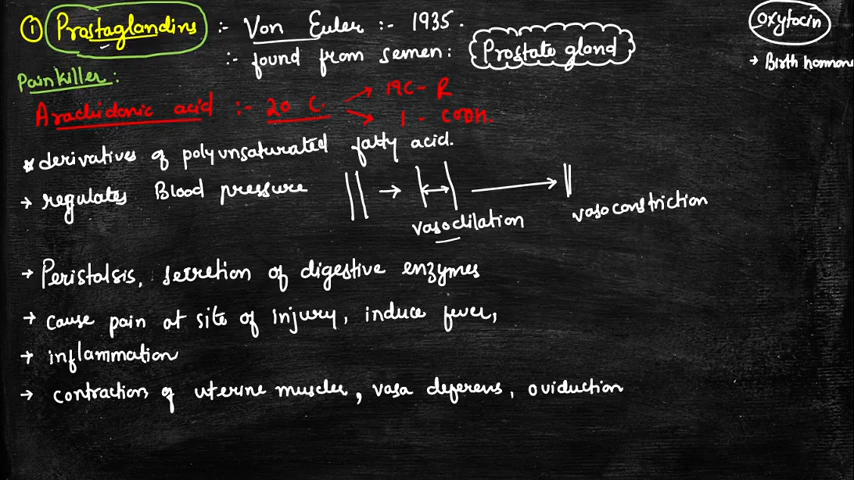 ① Prostaglandins :- Von Euler :- 1935.
:- found from semen: Prostate gland
Oxytocin
→ Birth hormone
Painkiller:
Arachidonic acid :- 20 C.
19C - R
1 - COOH.
* derivatives of polyunsaturated fatty acid.
→ regulates Blood pressure
vasodilation
vasoconstriction
→ Peristalsis, secretion of digestive enzymes
→ cause pain at site of injury, induce fever,
→ inflammation
→ contraction of uterine muscles, vasa deferens, oviduction